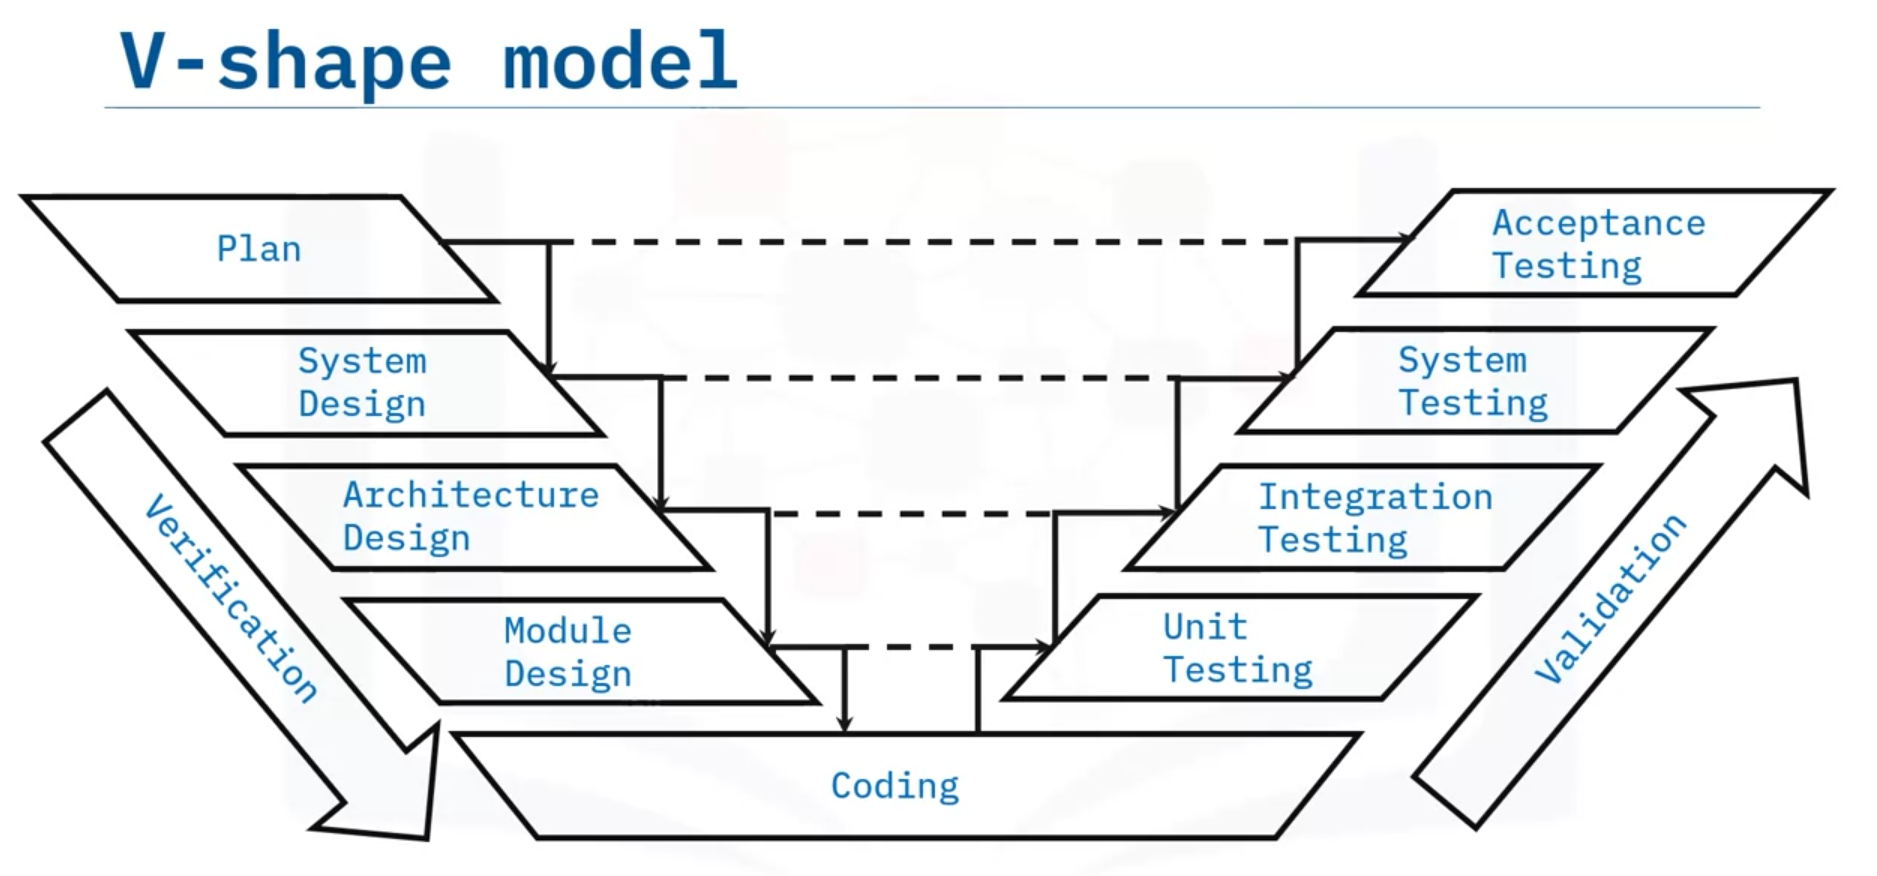 V-shape model
Plan
Acceptance
Testing
System
Design
System
Testing
Architecture
Design
Integration
Testing
Module
Design
Unit
Testing
Coding
Verification
Validation